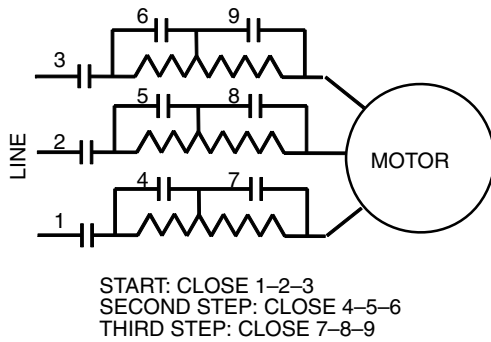 6 9
3
5 8
2
LINE
MOTOR
4 7
1
START: CLOSE 1–2–3
SECOND STEP: CLOSE 4–5–6
THIRD STEP: CLOSE 7–8–9